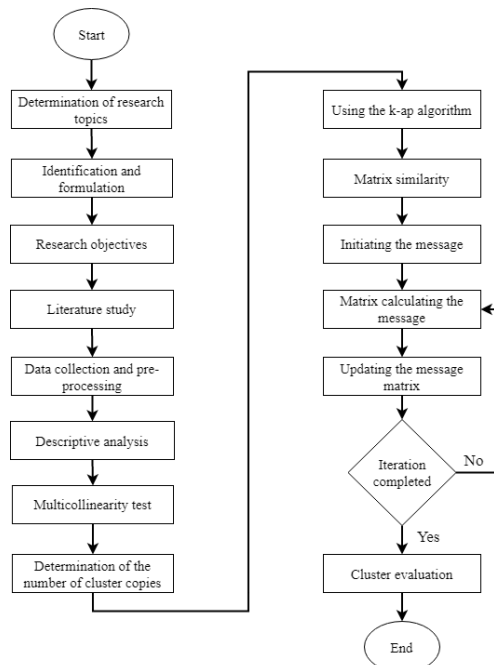 Start
Determination of research
topics
Identification and
formulation
Research objectives
Literature study
Data collection and pre-
processing
Descriptive analysis
Multicollinearity test
Determination of the
number of cluster copies
Using the k-ap algorithm
Matrix similarity
Initiating the message
Matrix calculating the
message
Updating the message
matrix
Iteration
completed
No
Yes
Cluster evaluation
End